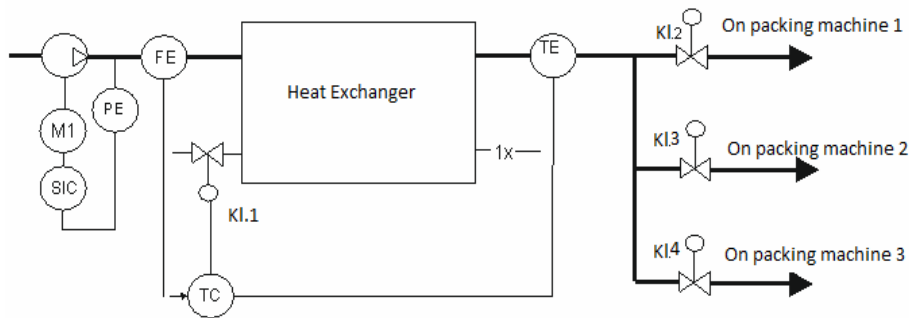 Kl.2
On packing machine 1
FE
TE
Heat Exchanger
PE
M1
1x
Kl.3
On packing machine 2
SIC
Kl.1
Kl.4
On packing machine 3
TC